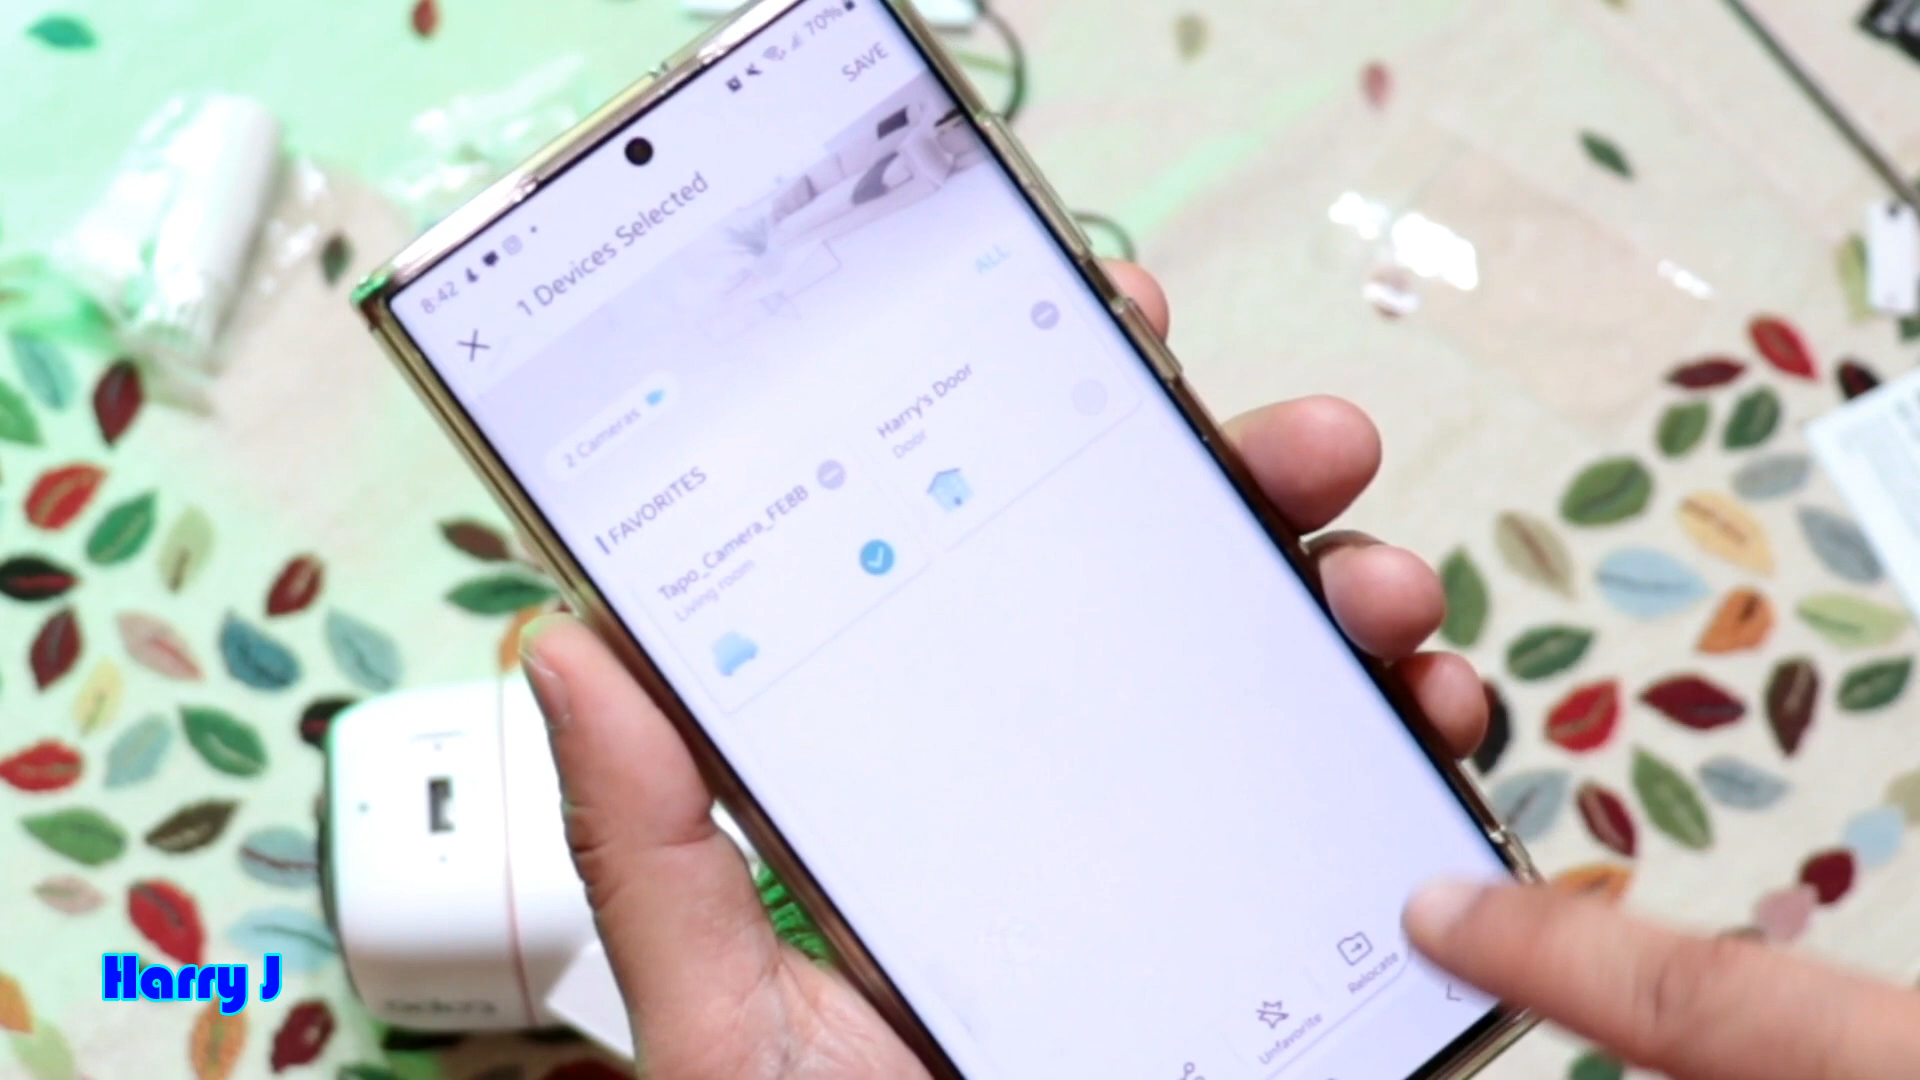 70%
SAVE
8:42
1 Devices Selected
ALL
2 Cameras
FAVORITES
Harry's Door
Door
Tapo_Camera_FE8B
Living room
Relocate
Unfavorite
Harry J